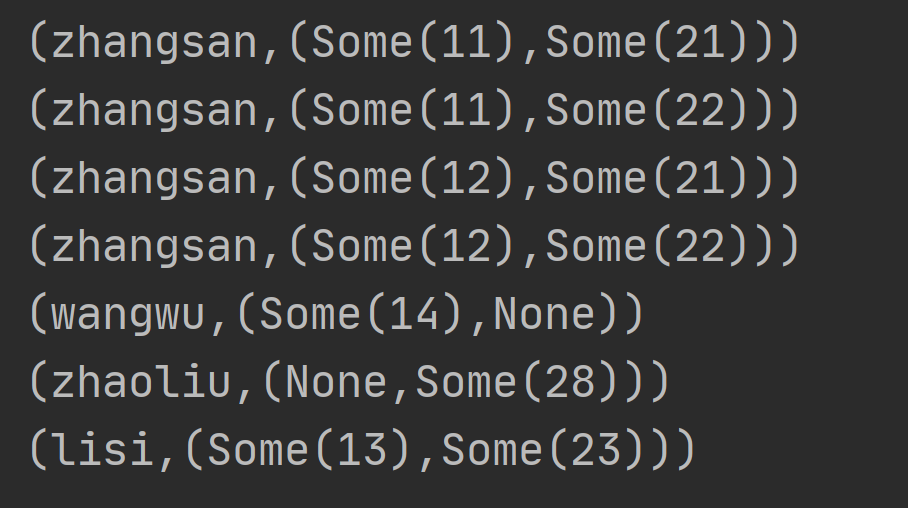 (zhangsan,(Some(11),Some(21)))
(zhangsan,(Some(11),Some(22)))
(zhangsan,(Some(12),Some(21)))
(zhangsan,(Some(12),Some(22)))
(wangwu,(Some(14),None))
(zhaoliu,(None,Some(28)))
(lisi,(Some(13),Some(23)))